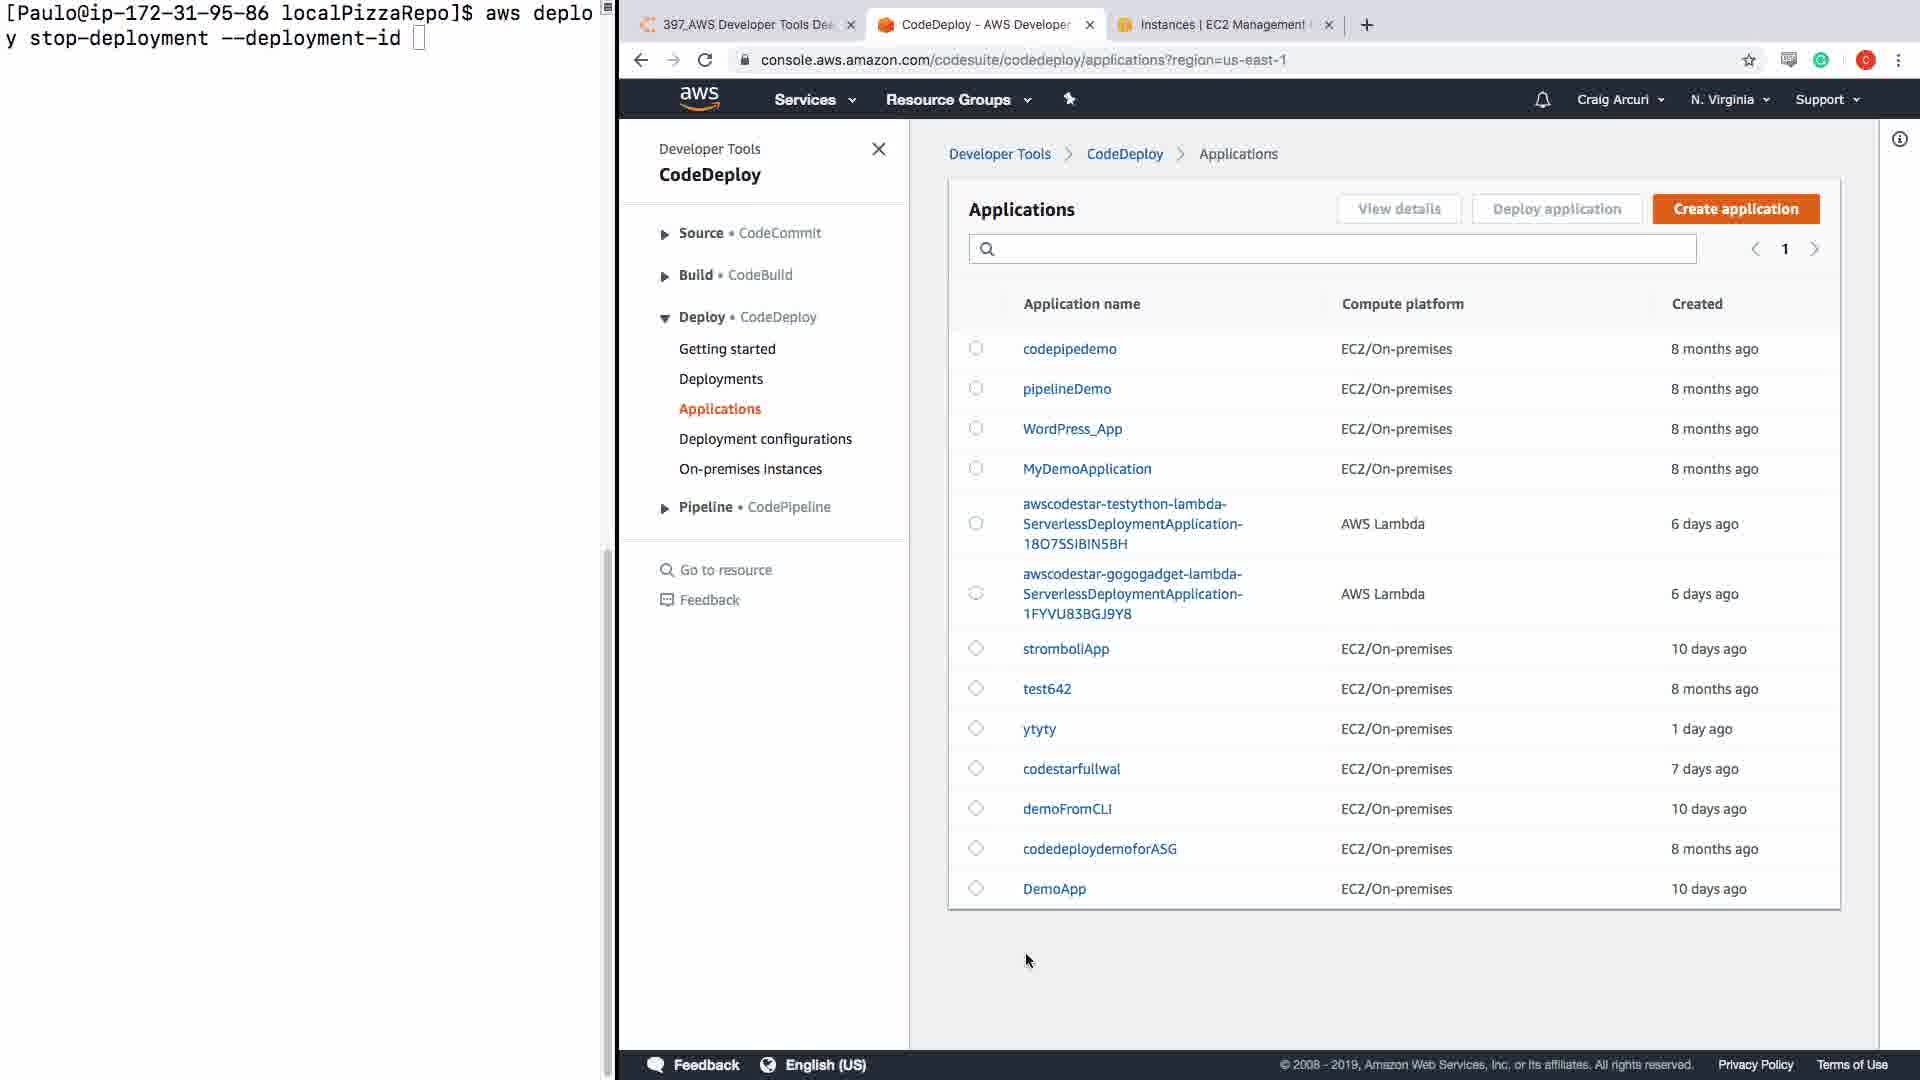 [Paulo@ip-172-31-95-86 localPizzaRepo]$ aws deplo
y stop-deployment --deployment-id
397_AWS Developer Tools Dee
CodeDeploy - AWS Developer
Instances | EC2 Management
console.aws.amazon.com/codesuite/codedeploy/applications?region=us-east-1
aws
Services
Resource Groups
Craig Arcuri
N. Virginia
Support
Developer Tools
CodeDeploy
Source • CodeCommit
Build • CodeBuild
Deploy • CodeDeploy
Getting started
Deployments
Applications
Deployment configurations
On-premises instances
Pipeline • CodePipeline
Go to resource
Feedback
Developer Tools > CodeDeploy > Applications
Applications
View details
Deploy application
Create application
1
Application name Compute platform Created
codepipedemo EC2/On-premises 8 months ago
pipelineDemo EC2/On-premises 8 months ago
WordPress_App EC2/On-premises 8 months ago
MyDemoApplication EC2/On-premises 8 months ago
awscodestar-testython-lambda-
ServerlessDeploymentApplication- AWS Lambda 6 days ago
18O7SSIBIN5BH
awscodestar-gogogadget-lambda-
ServerlessDeploymentApplication- AWS Lambda 6 days ago
1FYVU83BGJ9Y8
stromboliApp EC2/On-premises 10 days ago
test642 EC2/On-premises 8 months ago
ytyty EC2/On-premises 1 day ago
codestarfullwal EC2/On-premises 7 days ago
demoFromCLI EC2/On-premises 10 days ago
codedeploydemoforASG EC2/On-premises 8 months ago
DemoApp EC2/On-premises 10 days ago
Feedback
English (US)
© 2008 - 2019, Amazon Web Services, Inc. or its affiliates. All rights reserved.
Privacy Policy
Terms of Use